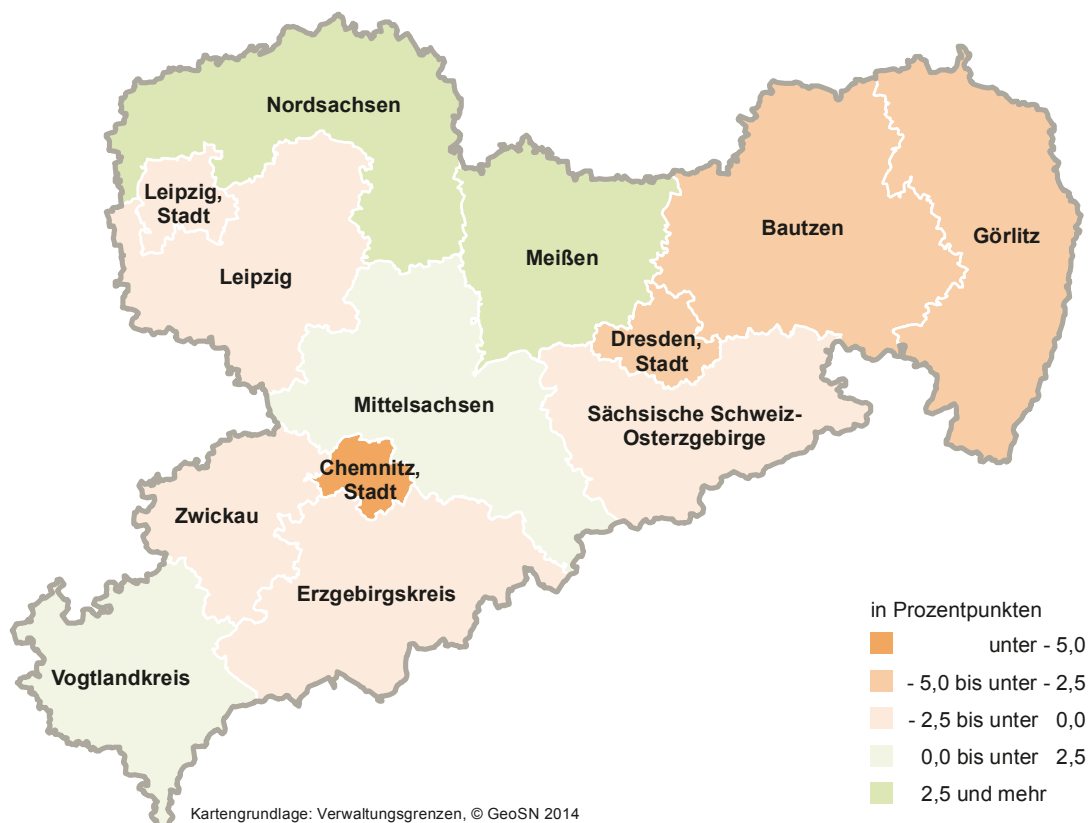 Nordsachsen
Leipzig,
Stadt
Leipzig
Meißen
Bautzen
Görlitz
Dresden,
Stadt
Mittelsachsen
Sächsische Schweiz-
Osterzgebirge
Chemnitz,
Stadt
Zwickau
Erzgebirgskreis
Vogtlandkreis
in Prozentpunkten
unter - 5,0
- 5,0 bis unter - 2,5
- 2,5 bis unter 0,0
0,0 bis unter 2,5
2,5 und mehr
Kartengrundlage: Verwaltungsgrenzen, © GeoSN 2014